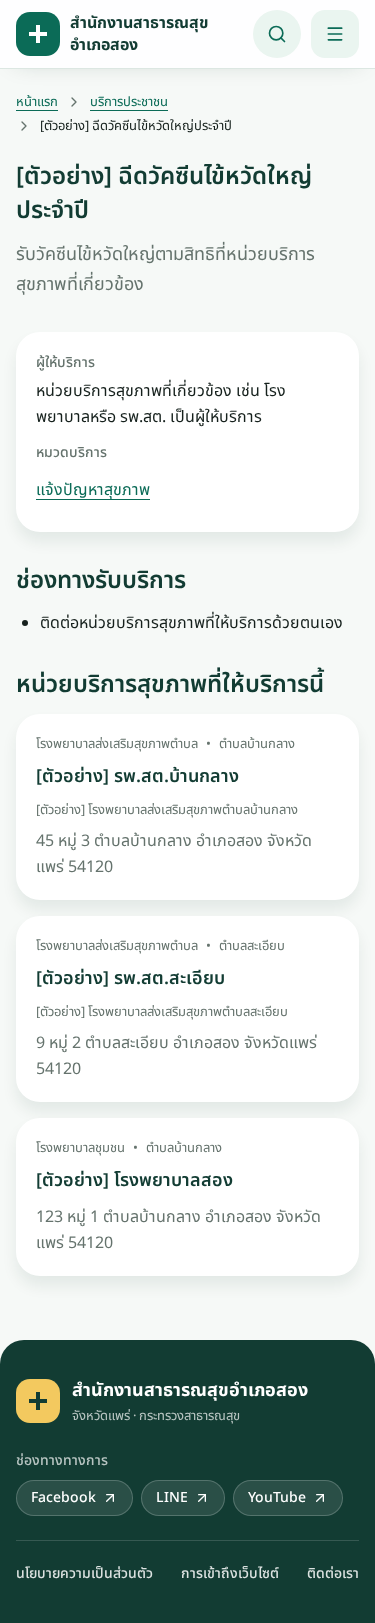 สำนักงานสาธารณสุข
อำเภอสอง
หน้าแรก > บริการประชาชน
> [ตัวอย่าง] ฉีดวัคซีนไข้หวัดใหญ่ประจำปี
[ตัวอย่าง] ฉีดวัคซีนไข้หวัดใหญ่
ประจำปี
รับวัคซีนไข้หวัดใหญ่ตามสิทธิที่หน่วยบริการ
สุขภาพที่เกี่ยวข้อง
ผู้ให้บริการ
หน่วยบริการสุขภาพที่เกี่ยวข้อง เช่น โรง
พยาบาลหรือ รพ.สต. เป็นผู้ให้บริการ
หมวดบริการ
แจ้งปัญหาสุขภาพ
ช่องทางรับบริการ
• ติดต่อหน่วยบริการสุขภาพที่ให้บริการด้วยตนเอง
หน่วยบริการสุขภาพที่ให้บริการนี้
โรงพยาบาลส่งเสริมสุขภาพตำบล • ตำบลบ้านกลาง
[ตัวอย่าง] รพ.สต.บ้านกลาง
[ตัวอย่าง] โรงพยาบาลส่งเสริมสุขภาพตำบลบ้านกลาง
45 หมู่ 3 ตำบลบ้านกลาง อำเภอสอง จังหวัด
แพร่ 54120
โรงพยาบาลส่งเสริมสุขภาพตำบล • ตำบลสะเอียบ
[ตัวอย่าง] รพ.สต.สะเอียบ
[ตัวอย่าง] โรงพยาบาลส่งเสริมสุขภาพตำบลสะเอียบ
9 หมู่ 2 ตำบลสะเอียบ อำเภอสอง จังหวัดแพร่
54120
โรงพยาบาลชุมชน • ตำบลบ้านกลาง
[ตัวอย่าง] โรงพยาบาลสอง
123 หมู่ 1 ตำบลบ้านกลาง อำเภอสอง จังหวัด
แพร่ 54120
สำนักงานสาธารณสุขอำเภอสอง
จังหวัดแพร่ · กระทรวงสาธารณสุข
ช่องทางทางการ
Facebook LINE YouTube
นโยบายความเป็นส่วนตัว การเข้าถึงเว็บไซต์ ติดต่อเรา